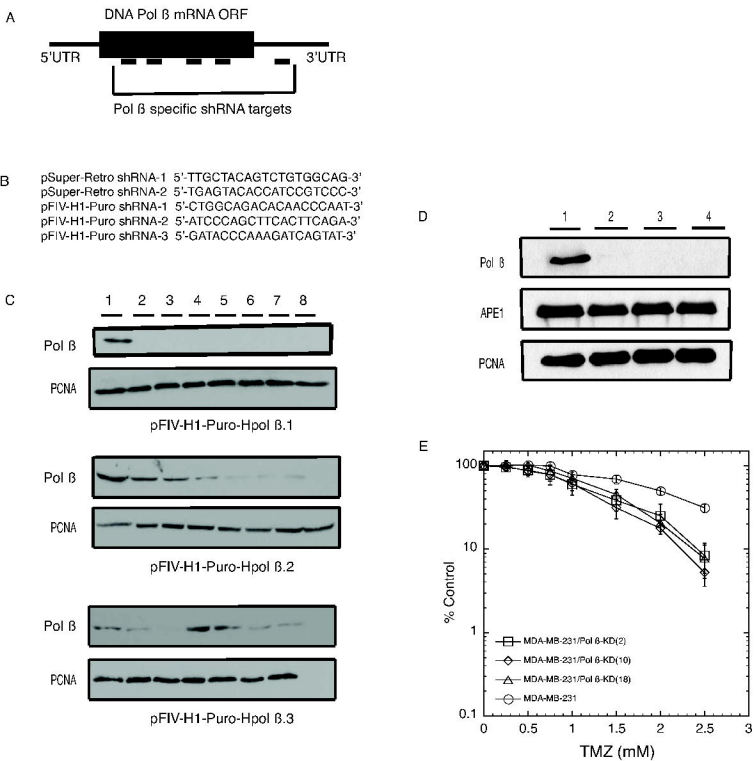 A
DNA Pol ß mRNA ORF
5'UTR
3'UTR
Pol ß specific shRNA targets
B
pSuper-Retro shRNA-1 5'-TTGCTACAGTCTGTGGCAG-3'
pSuper-Retro shRNA-2 5'-TGAGTACACCATCCGTCCC-3'
pFIV-H1-Puro shRNA-1 5'-CTGGCAGACACAACCCAAT-3'
pFIV-H1-Puro shRNA-2 5'-ATCCCAGCTTCACTTCAGA-3'
pFIV-H1-Puro shRNA-3 5'-GATACCCAAAGATCAGTAT-3'
C
1 2 3 4 5 6 7 8
Pol ß
PCNA
pFIV-H1-Puro-Hpol ß.1
Pol ß
PCNA
pFIV-H1-Puro-Hpol ß.2
Pol ß
PCNA
pFIV-H1-Puro-Hpol ß.3
D
1 2 3 4
Pol ß
APE1
PCNA
E
% Control
100
10
1
0.1
MDA-MB-231/Pol ß-KD(2)
MDA-MB-231/Pol ß-KD(10)
MDA-MB-231/Pol ß-KD(18)
MDA-MB-231
0 0.5 1 1.5 2 2.5 3
TMZ (mM)